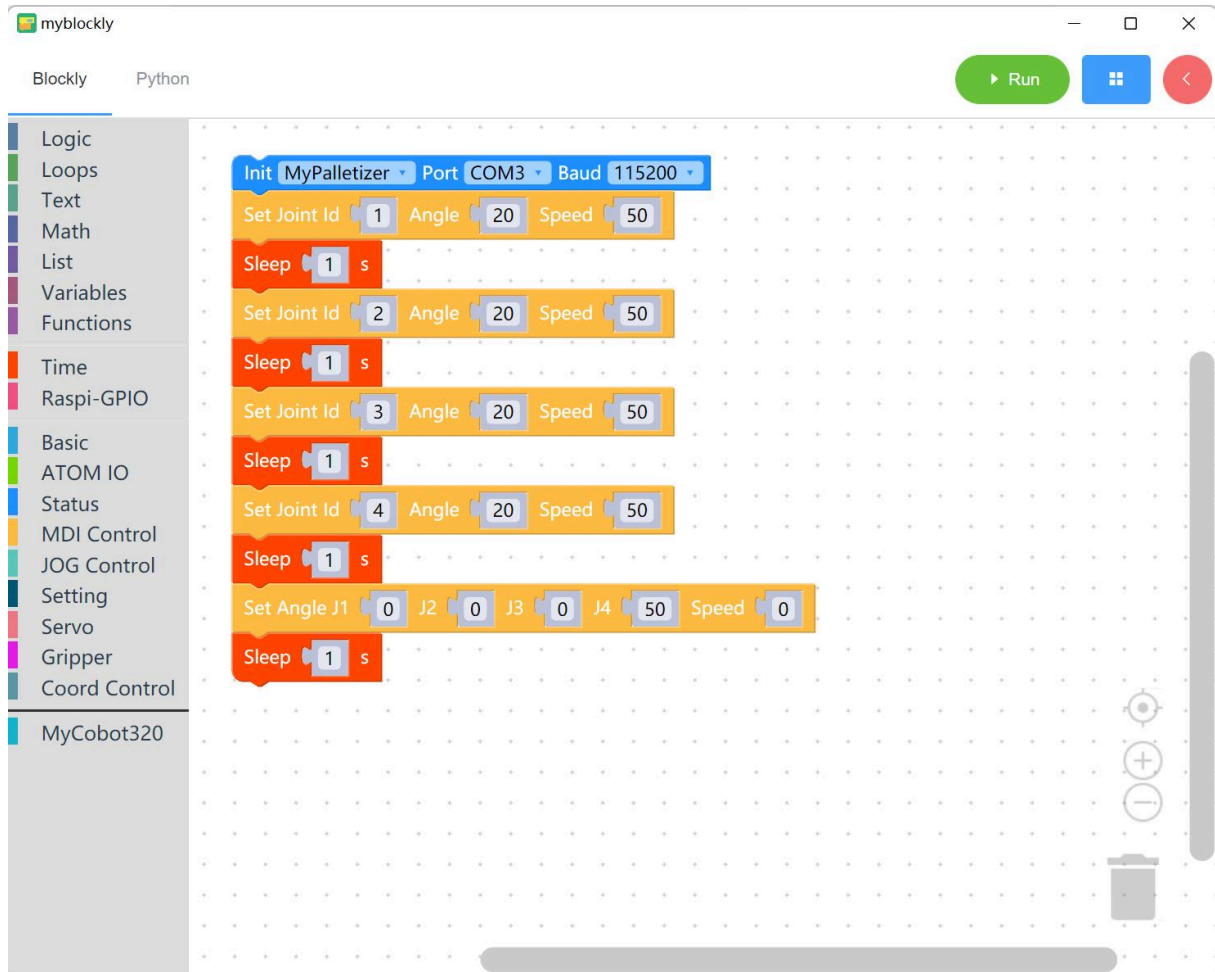 myblockly
Blockly Python
Run
Logic
Loops
Text
Math
List
Variables
Functions
Time
Raspi-GPIO
Basic
ATOM IO
Status
MDI Control
JOG Control
Setting
Servo
Gripper
Coord Control
MyCobot320
Init MyPalletizer Port COM3 Baud 115200
Set Joint Id 1 Angle 20 Speed 50
Sleep 1 s
Set Joint Id 2 Angle 20 Speed 50
Sleep 1 s
Set Joint Id 3 Angle 20 Speed 50
Sleep 1 s
Set Joint Id 4 Angle 20 Speed 50
Sleep 1 s
Set Angle J1 0 J2 0 J3 0 J4 50 Speed 0
Sleep 1 s